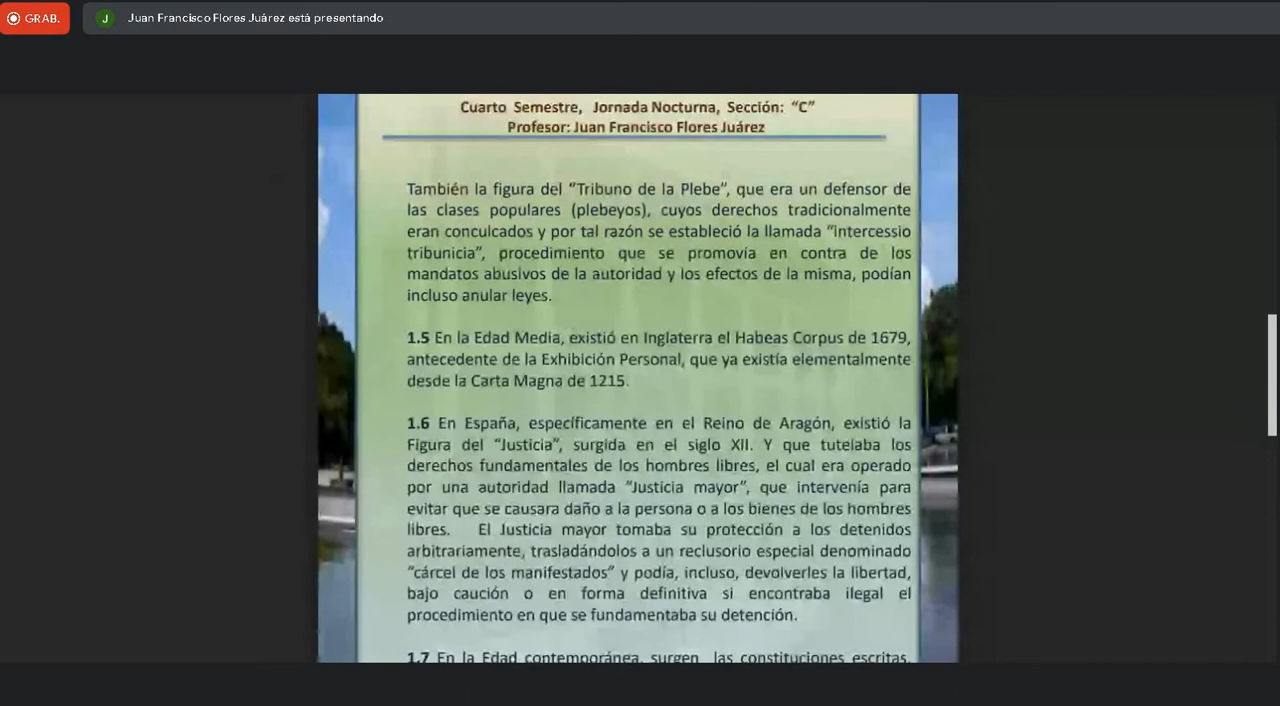 GRAB.
J
Juan Francisco Flores Juárez está presentando
Cuarto Semestre, Jornada Nocturna, Sección: “C”
Profesor: Juan Francisco Flores Juárez
También la figura del “Tribuno de la Plebe”, que era un defensor de
las clases populares (plebeyos), cuyos derechos tradicionalmente
eran conculcados y por tal razón se estableció la llamada “intercessio
tribunicia”, procedimiento que se promovía en contra de los
mandatos abusivos de la autoridad y los efectos de la misma, podían
incluso anular leyes.
1.5 En la Edad Media, existió en Inglaterra el Habeas Corpus de 1679,
antecedente de la Exhibición Personal, que ya existía elementalmente
desde la Carta Magna de 1215.
1.6 En España, específicamente en el Reino de Aragón, existió la
Figura del “Justicia”, surgida en el siglo XII. Y que tutelaba los
derechos fundamentales de los hombres libres, el cual era operado
por una autoridad llamada “Justicia mayor”, que intervenía para
evitar que se causara daño a la persona o a los bienes de los hombres
libres. El Justicia mayor tomaba su protección a los detenidos
arbitrariamente, trasladándolos a un reclusorio especial denominado
“cárcel de los manifestados” y podía, incluso, devolverles la libertad,
bajo caución o en forma definitiva si encontraba ilegal el
procedimiento en que se fundamentaba su detención.
1.7 En la Edad contemporánea, surgen las constituciones escritas,